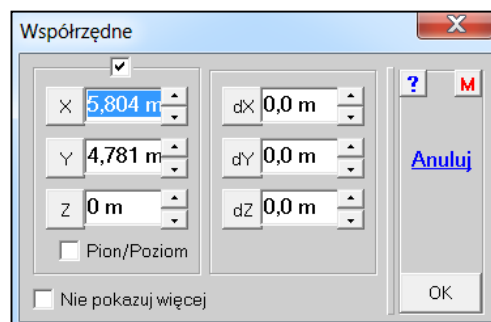 Współrzędne
X 5,804 m dX 0,0 m ? M
Y 4,781 m dY 0,0 m Anuluj
Z 0 m dZ 0,0 m
Pion/Poziom
Nie pokazuj więcej OK